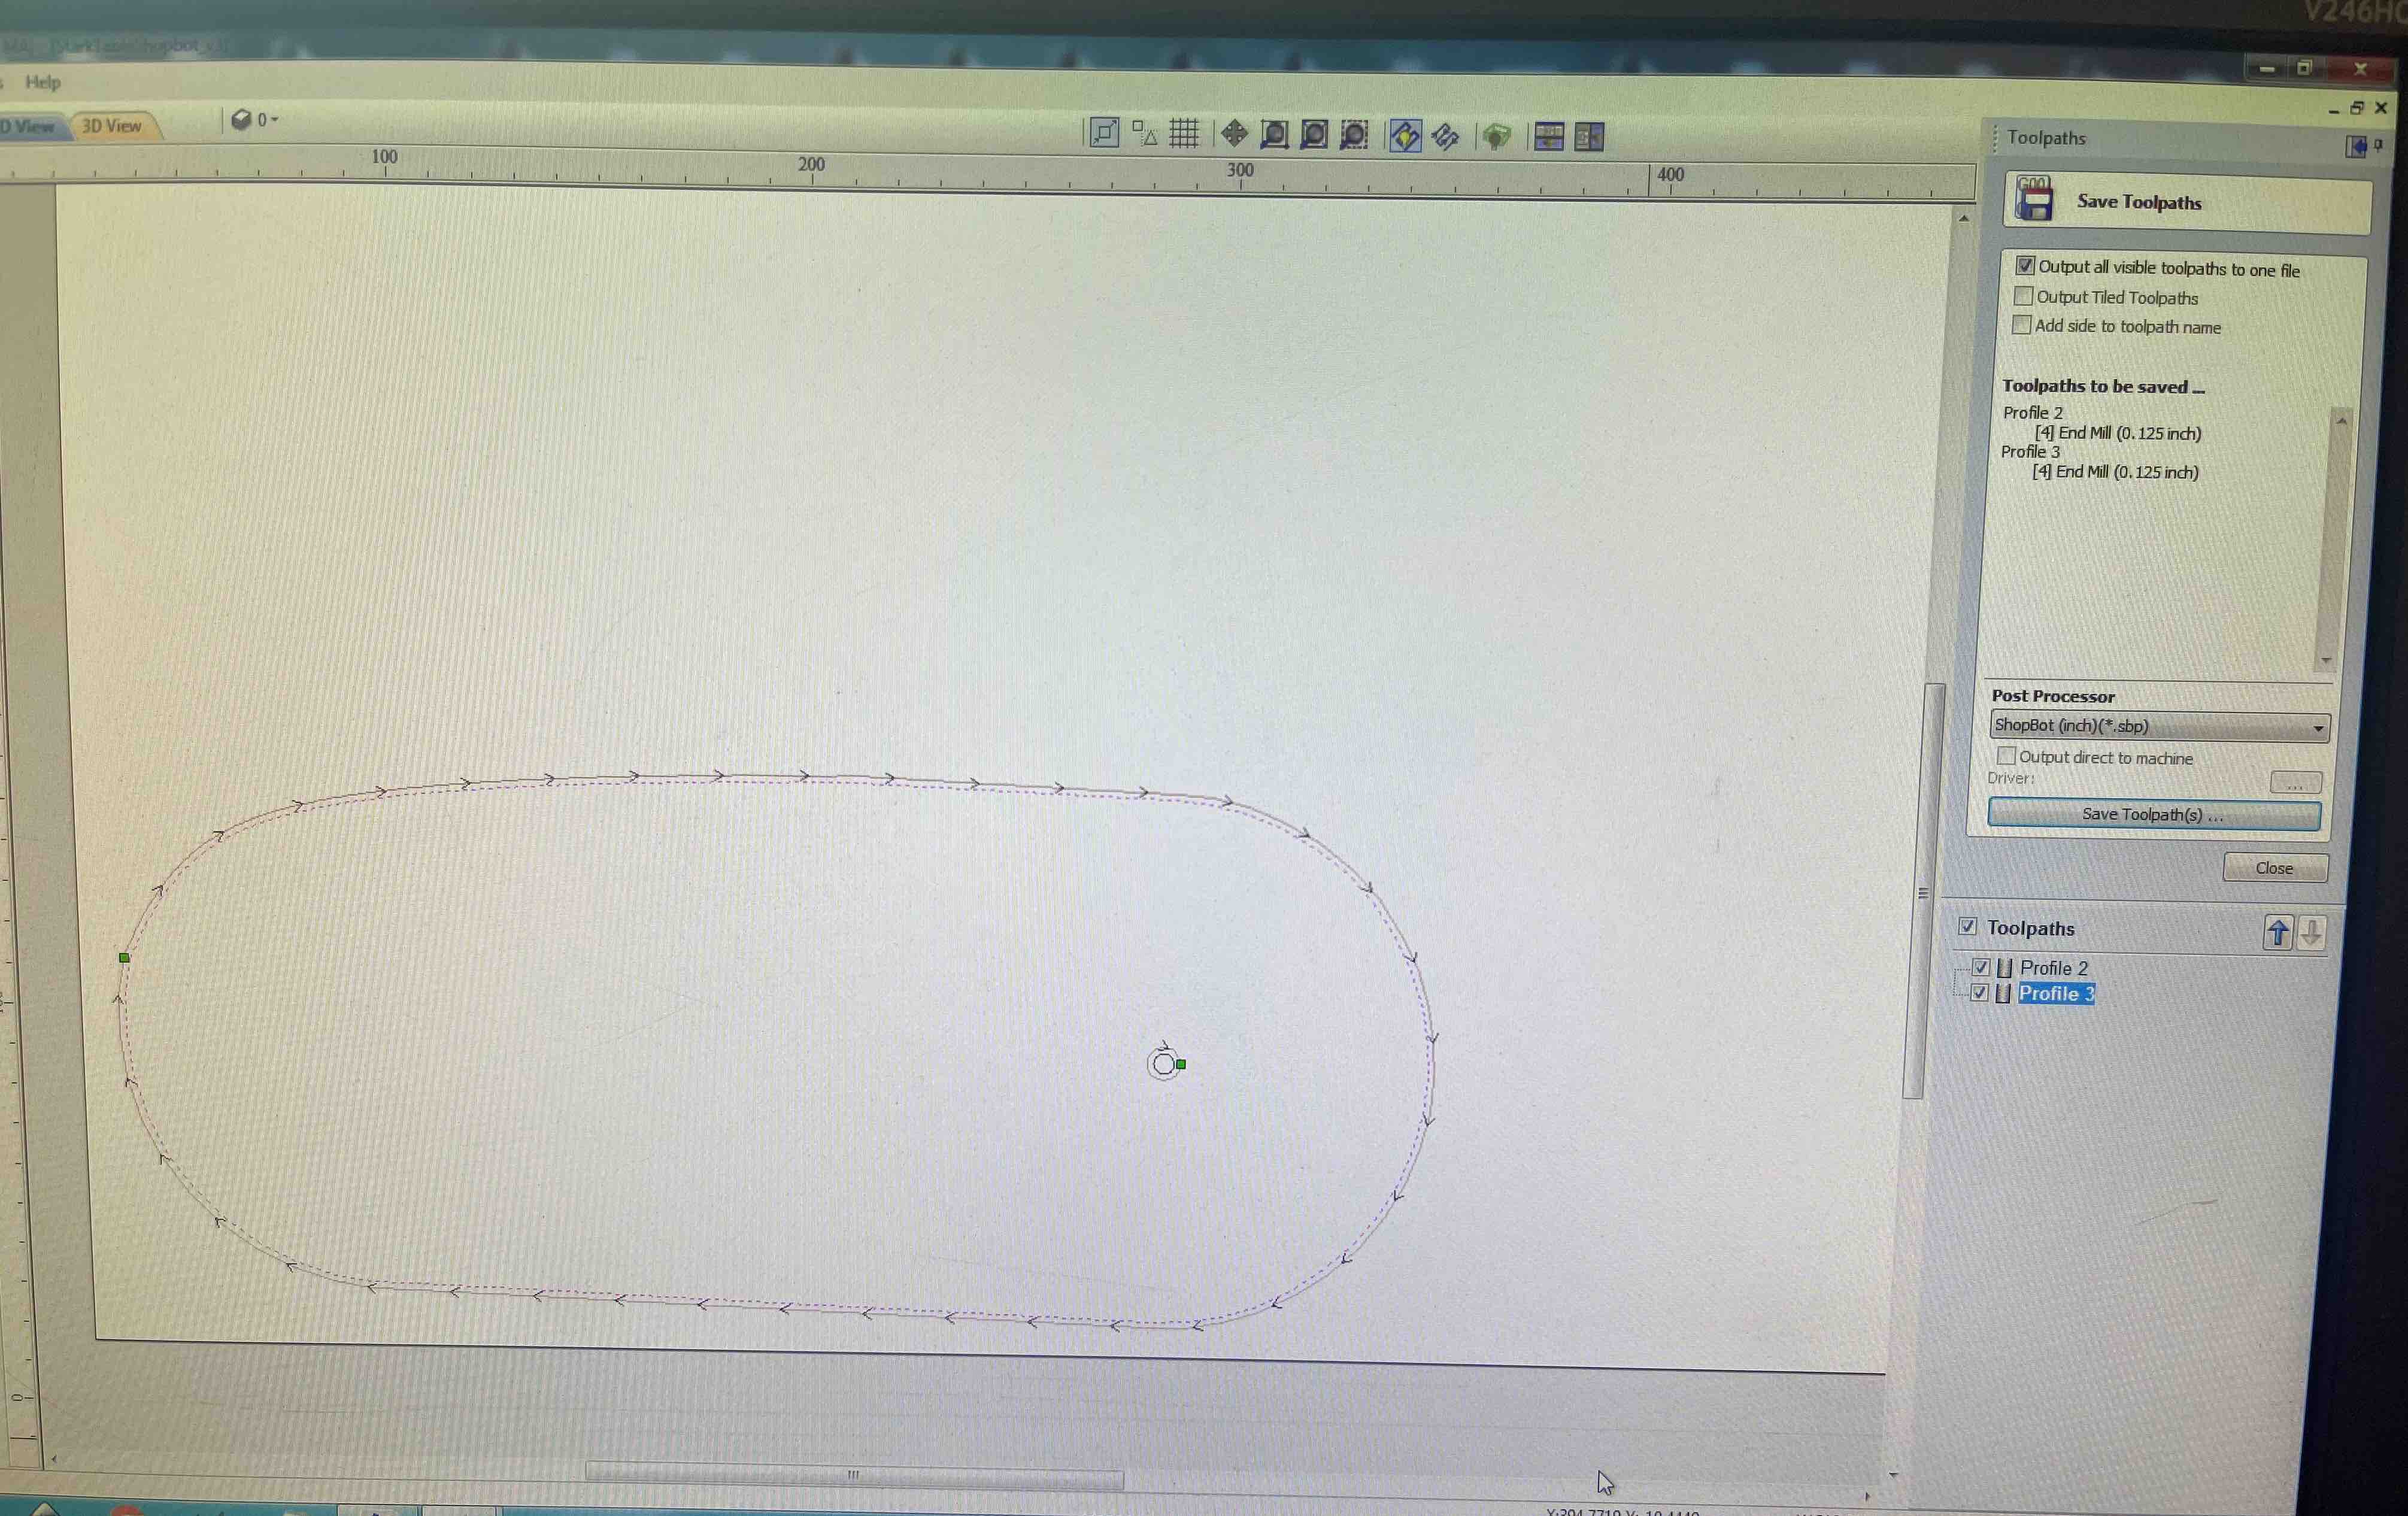 V246H
Help
D View
3D View
0
100
200
300
400
Toolpaths
G00
Save Toolpaths
Output all visible toolpaths to one file
Output Tiled Toolpaths
Add side to toolpath name
Toolpaths to be saved ...
Profile 2
[4] End Mill (0.125 inch)
Profile 3
[4] End Mill (0.125 inch)
Post Processor
ShopBot (inch)(*.sbp)
Output direct to machine
Driver:
...
Save Toolpath(s) ...
Close
Toolpaths
Profile 2
Profile 3
0